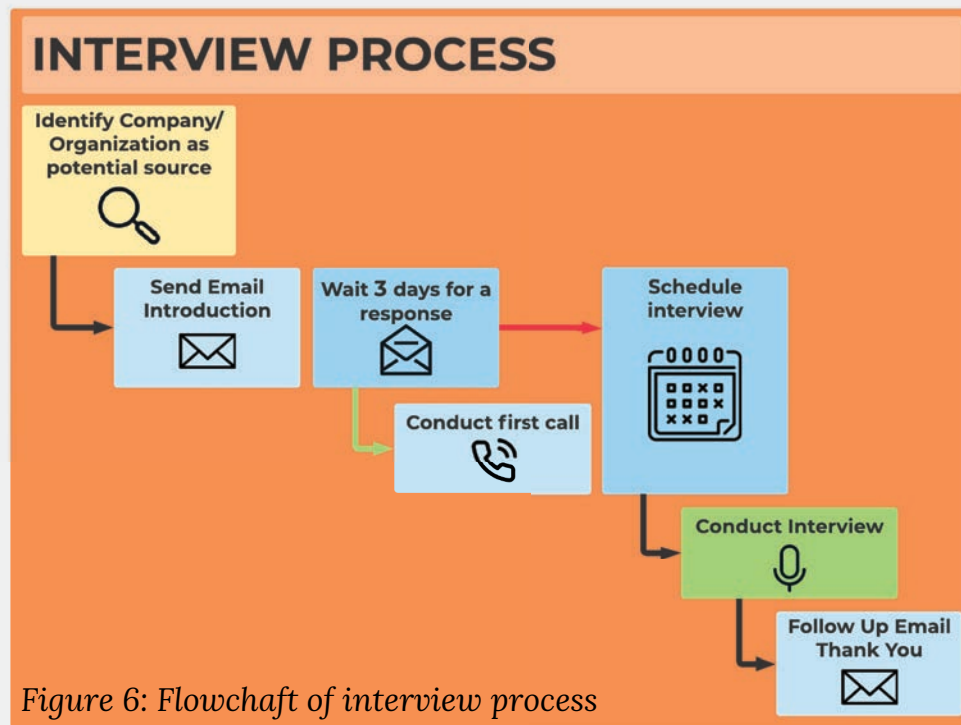 INTERVIEW PROCESS
Identify Company/
Organization as
potential source
Send Email
Introduction
Wait 3 days for a
response
Schedule
interview
Conduct first call
Conduct Interview
Follow Up Email
Thank You
Figure 6: Flowchaft of interview process